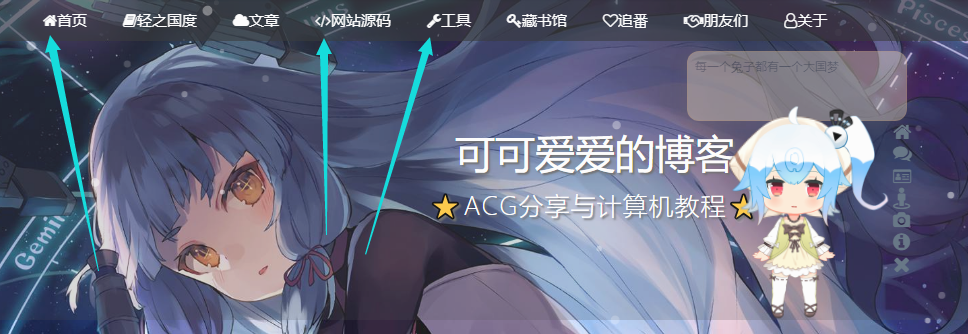 首页 轻之国度 文章 网站源码 工具 藏书馆 追番 朋友们 关于
Pisces
每一个兔子都有一个大国梦
可可爱爱的博客
ACG分享与计算机教程
Gemini